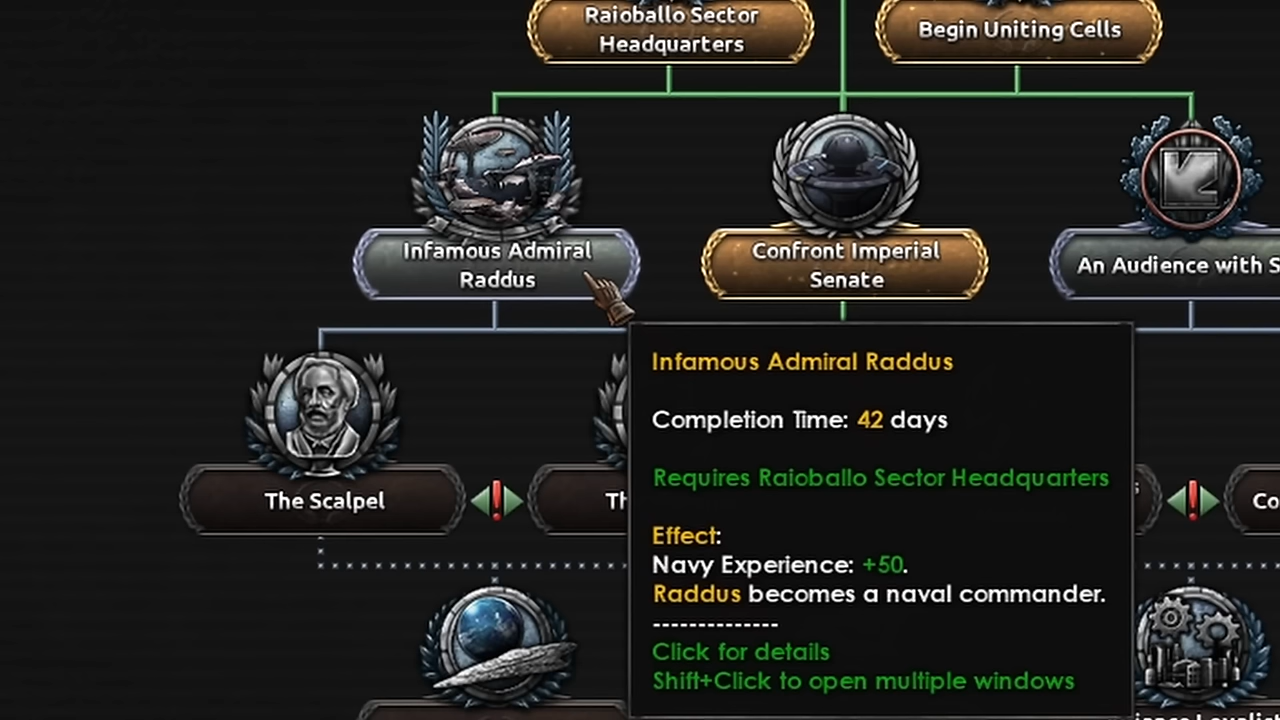 Raioballo Sector
Headquarters
Begin Uniting Cells
Infamous Admiral
Raddus
Confront Imperial
Senate
An Audience with S
Infamous Admiral Raddus
Completion Time: 42 days
Requires Raioballo Sector Headquarters
Effect:
Navy Experience: +50.
Raddus becomes a naval commander.
--------------
Click for details
Shift+Click to open multiple windows
The Scalpel
Th
Co